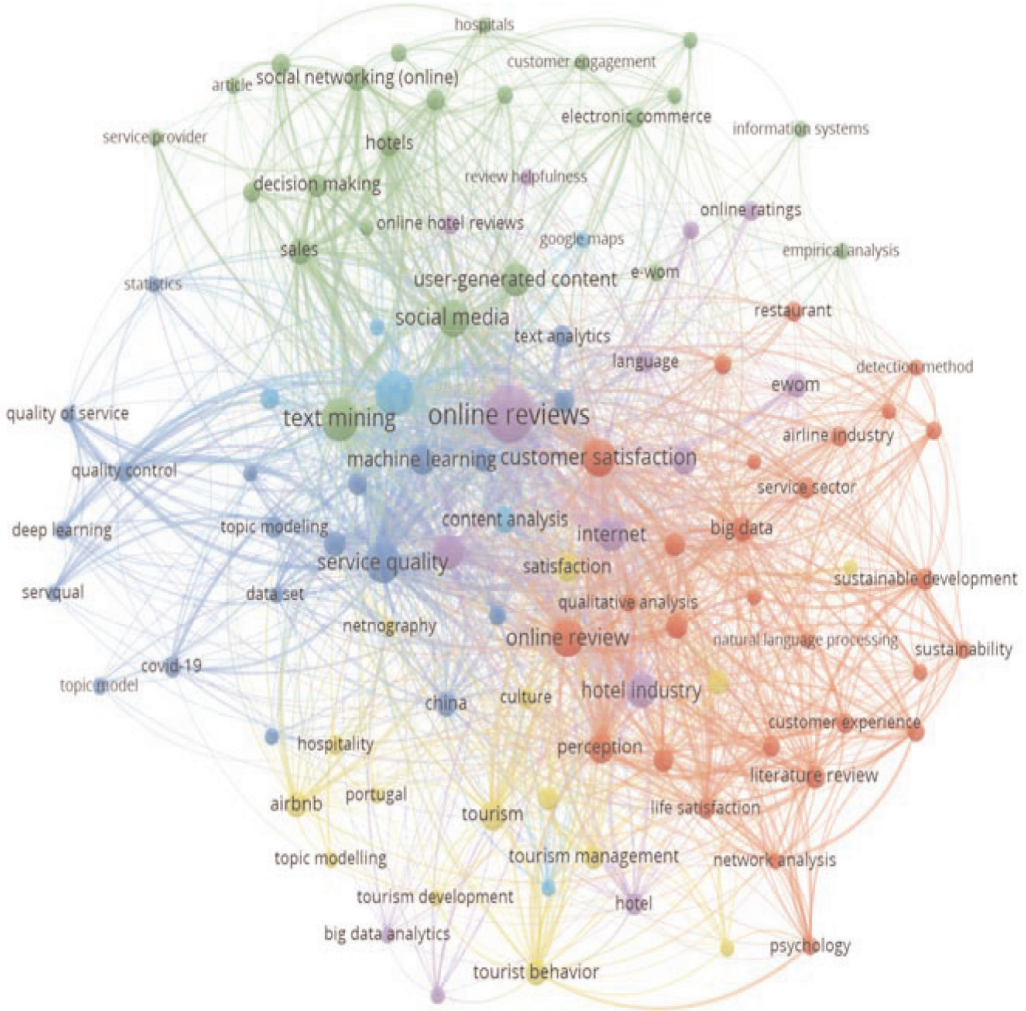 hospitals
customer engagement
social networking (online)
article
electronic commerce
information systems
service provider
hotels
review helpfulness
decision making
online ratings
online hotel reviews
google maps
sales
empirical analysis
e-wom
user-generated content
statistics
restaurant
social media
text analytics
language
detection method
ewom
quality of service
text mining
online reviews
airline industry
machine learning
customer satisfaction
quality control
service sector
content analysis
topic modeling
big data
deep learning
internet
service quality
satisfaction
sustainable development
servqual
data set
qualitative analysis
netnography
online review
natural language processing
sustainability
covid-19
topic model
hotel industry
culture
china
customer experience
hospitality
perception
literature review
portugal
airbnb
life satisfaction
tourism
topic modelling
tourism management
network analysis
tourism development
hotel
big data analytics
psychology
tourist behavior